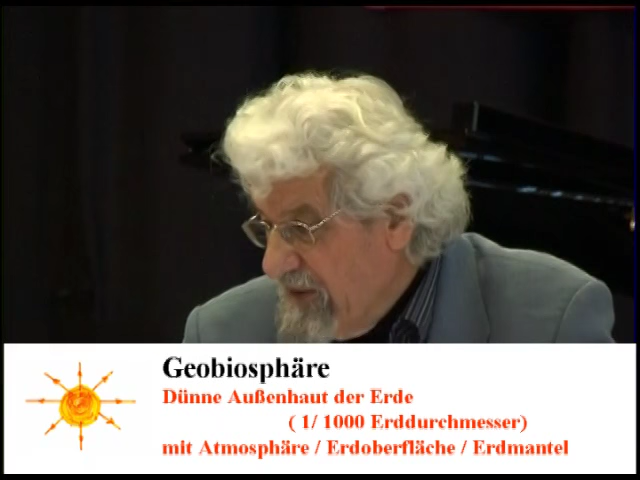 Geobiosphäre
Dünne Außenhaut der Erde
( 1/ 1000 Erddurchmesser)
mit Atmosphäre / Erdoberfläche / Erdmantel